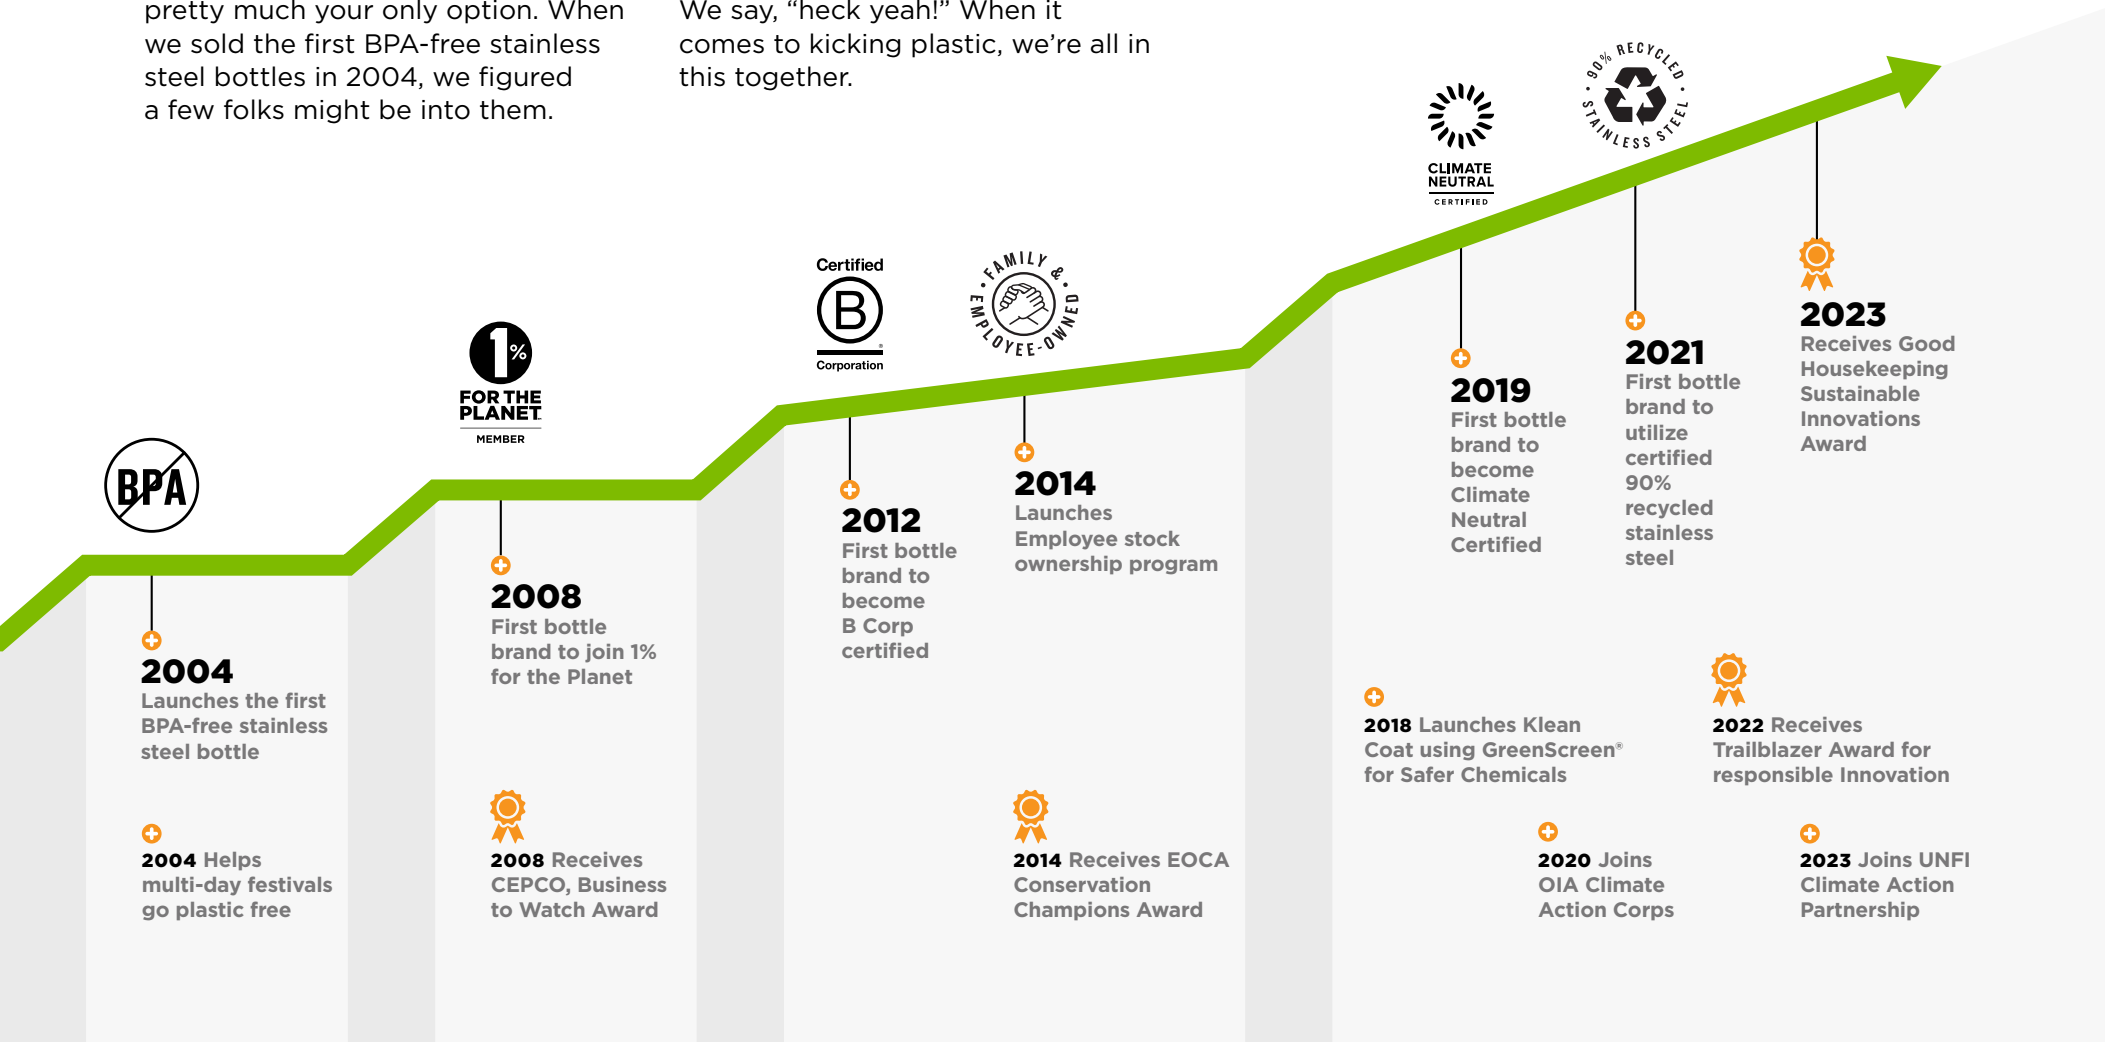 pretty much your only option. When
we sold the first BPA-free stainless
steel bottles in 2004, we figured
a few folks might be into them.
We say, “heck yeah!” When it
comes to kicking plastic, we’re all in
this together.
BPA
2004
Launches the first
BPA-free stainless
steel bottle
2004 Helps
multi-day festivals
go plastic free
1%
FOR THE
PLANET
MEMBER
2008
First bottle
brand to join 1%
for the Planet
2008 Receives
CEPCO, Business
to Watch Award
Certified
B
®
Corporation
2012
First bottle
brand to
become
B Corp
certified
• FAMILY & •
EMPLOYEE-OWNED
2014
Launches
Employee stock
ownership program
2014 Receives EOCA
Conservation
Champions Award
CLIMATE
NEUTRAL
CERTIFIED
2019
First bottle
brand to
become
Climate
Neutral
Certified
• 90% RECYCLED •
STAINLESS STEEL
2021
First bottle
brand to
utilize
certified
90%
recycled
stainless
steel
2023
Receives Good
Housekeeping
Sustainable
Innovations
Award
2018 Launches Klean
Coat using GreenScreen®
for Safer Chemicals
2022 Receives
Trailblazer Award for
responsible Innovation
2020 Joins
OIA Climate
Action Corps
2023 Joins UNFI
Climate Action
Partnership